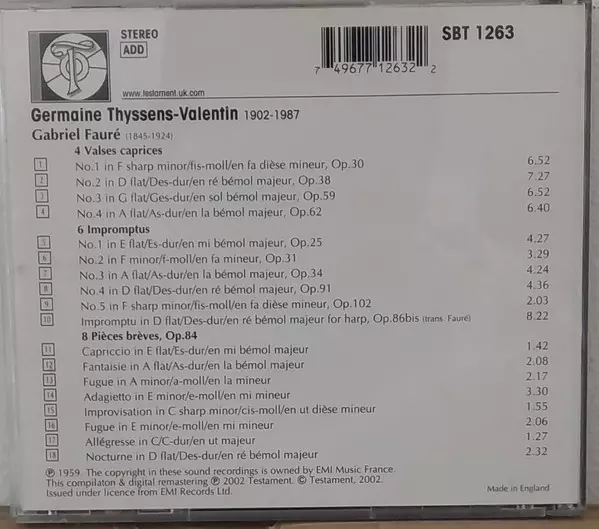 STEREO
ADD
SBT 1263
7 49677 12632 2
www.testament.uk.com
Germaine Thyssens-Valentin 1902-1987
Gabriel Fauré (1845-1924)
4 Valses caprices
1 No.1 in F sharp minor/fis-moll/en fa dièse mineur, Op.30 6.52
2 No.2 in D flat/Des-dur/en ré bémol majeur, Op.38 7.27
3 No.3 in G flat/Ges-dur/en sol bémol majeur, Op.59 6.52
4 No.4 in A flat/As-dur/en la bémol majeur, Op.62 6.40
6 Impromptus
5 No.1 in E flat/Es-dur/en mi bémol majeur, Op.25 4.27
6 No.2 in F minor/f-moll/en fa mineur, Op.31 3.29
7 No.3 in A flat/As-dur/en la bémol majeur, Op.34 4.24
8 No.4 in D flat/Des-dur/en ré bémol majeur, Op.91 4.36
9 No.5 in F sharp minor/fis-moll/en fa dièse mineur, Op.102 2.03
10 Impromptu in D flat/Des-dur/en ré bémol majeur for harp, Op.86bis (trans. Fauré) 8.22
8 Pièces brèves, Op.84
11 Capriccio in E flat/Es-dur/en mi bémol majeur 1.42
12 Fantaisie in A flat/As-dur/en la bémol majeur 2.08
13 Fugue in A minor/a-moll/en la mineur 2.17
14 Adagietto in E minor/e-moll/en mi mineur 3.30
15 Improvisation in C sharp minor/cis-moll/en ut dièse mineur 1.55
16 Fugue in E minor/e-moll/en mi mineur 2.06
17 Allégresse in C/C-dur/en ut majeur 1.27
18 Nocturne in D flat/Des-dur/en ré bémol majeur 2.32
℗ 1959. The copyright in these sound recordings is owned by EMI Music France.
This compilaton & digital remastering ℗ 2002 Testament. © Testament, 2002.
Issued under licence from EMI Records Ltd.
Made in England